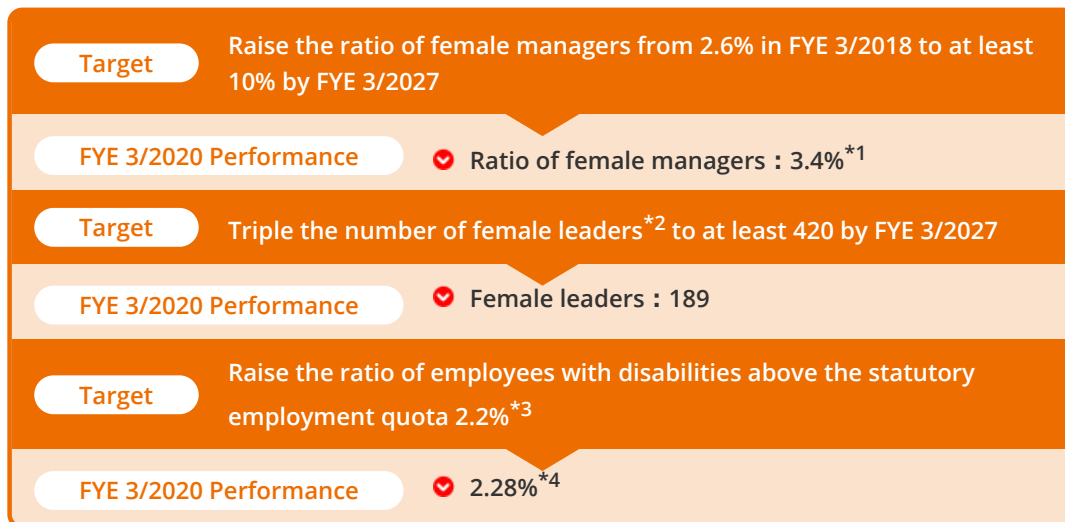 Target
Raise the ratio of female managers from 2.6% in FYE 3/2018 to at least
10% by FYE 3/2027
FYE 3/2020 Performance
Ratio of female managers：3.4%*1
Target
Triple the number of female leaders*2 to at least 420 by FYE 3/2027
FYE 3/2020 Performance
Female leaders：189
Target
Raise the ratio of employees with disabilities above the statutory
employment quota 2.2%*3
FYE 3/2020 Performance
2.28%*4